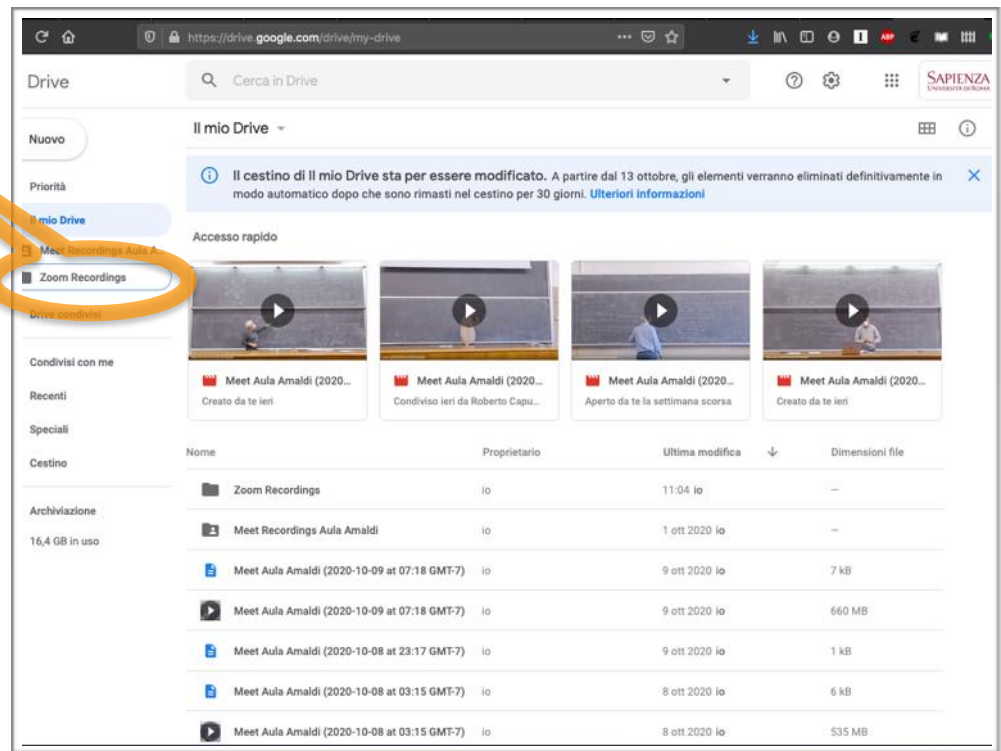 https://drive.google.com/drive/my-drive
ABP
Drive
Cerca in Drive
SAPIENZA
UNIVERSITÀ DI ROMA
Nuovo
Il mio Drive
Il cestino di Il mio Drive sta per essere modificato. A partire dal 13 ottobre, gli elementi verranno eliminati definitivamente in
modo automatico dopo che sono rimasti nel cestino per 30 giorni. Ulteriori informazioni
Priorità
Il mio Drive
Meet Recordings Aula A...
Zoom Recordings
Drive condivisi
Condivisi con me
Recenti
Speciali
Cestino
Archiviazione
16,4 GB in uso
Accesso rapido
Meet Aula Amaldi (2020...
Creato da te ieri
Meet Aula Amaldi (2020...
Condiviso ieri da Roberto Capu...
Meet Aula Amaldi (2020...
Aperto da te la settimana scorsa
Meet Aula Amaldi (2020...
Creato da te ieri
Nome Proprietario Ultima modifica Dimensioni file
Zoom Recordings io 11:04 io –
Meet Recordings Aula Amaldi io 1 ott 2020 io –
Meet Aula Amaldi (2020-10-09 at 07:18 GMT-7) io 9 ott 2020 io 7 kB
Meet Aula Amaldi (2020-10-09 at 07:18 GMT-7) io 9 ott 2020 io 660 MB
Meet Aula Amaldi (2020-10-08 at 23:17 GMT-7) io 9 ott 2020 io 1 kB
Meet Aula Amaldi (2020-10-08 at 03:15 GMT-7) io 8 ott 2020 io 6 kB
Meet Aula Amaldi (2020-10-08 at 03:15 GMT-7) io 8 ott 2020 io 535 MB